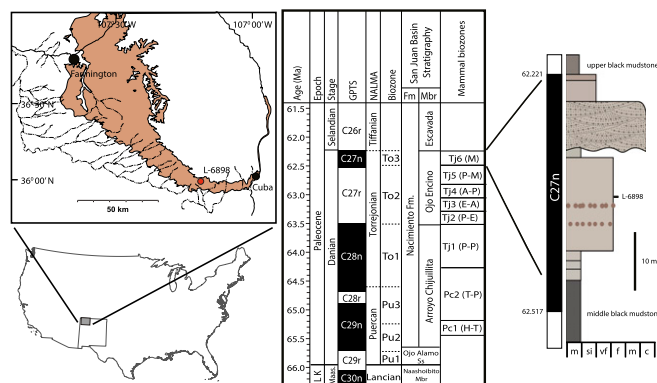 107°30'W
107°00'
Farmington
36°30'N
36°00'N
L-6898
Cuba
50 km
Age (Ma)
Epoch
Stage
GPTS
NALMA
Biozone
San Juan Basin
Stratigraphy
Fm
Mbr
Mammal biozones
61.5
62.0
62.5
63.0
63.5
64.0
64.5
65.0
65.5
66.0
Paleocene
L K
Selandian
Danian
Maas.
C26r
C27n
C27r
C28n
C28r
C29n
C29r
C30n
Tiffanian
Torrejonian
Puercan
Lancian
To3
To2
To1
Pu3
Pu2
Pu1
Nacimiento Fm.
Escavada
Ojo Encino
Arroyo Chijuillita
Ojo Alamo
Ss
Naashoibito
Mbr
Tj6 (M)
Tj5 (P-M)
Tj4 (A-P)
Tj3 (E-A)
Tj2 (P-E)
Tj1 (P-P)
Pc2 (T-P)
Pc1 (H-T)
62.221
C27n
62.517
upper black mudstone
L-6898
10 m
middle black mudstone
m si vf f m c